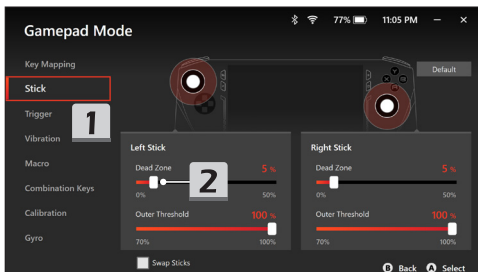 Gamepad Mode
77%
11:05 PM
Key Mapping
Stick
Trigger
Vibration
Macro
Combination Keys
Calibration
Gyro
1
Default
Y
X B
A
Left Stick
Dead Zone 5 %
2
0% 50%
Outer Threshold 100 %
70% 100%
Right Stick
Dead Zone 5 %
0% 50%
Outer Threshold 100 %
70% 100%
Swap Sticks
B Back A Select